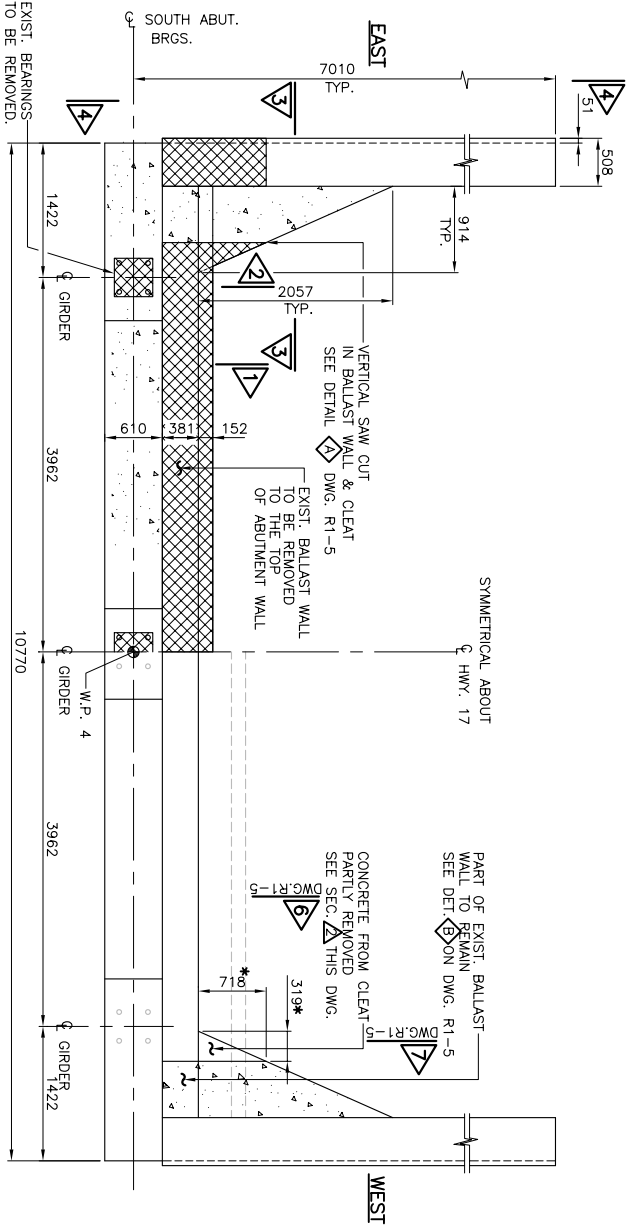 EAST
WEST
℄ SOUTH ABUT.
BRGS.
7010
TYP.
51
508
4
4
3
EXIST. BEARINGS
TO BE REMOVED.
1422
℄ GIRDER
914
TYP.
2
2057
TYP.
3
1
VERTICAL SAW CUT
IN BALLAST WALL & CLEAT
SEE DETAIL A DWG. R1-5
610
381
152
EXIST. BALLAST WALL
TO BE REMOVED
TO THE TOP
OF ABUTMENT WALL
3962
SYMMETRICAL ABOUT
℄ HWY. 17
W.P. 4
℄ GIRDER
10770
3962
PART OF EXIST. BALLAST
WALL TO REMAIN
SEE DET. B ON DWG. R1-5
CONCRETE FROM CLEAT
PARTLY REMOVED
SEE SEC. 2 THIS DWG.
6
DWG.R1-5
718*
319*
7
DWG.R1-5
℄ GIRDER
1422